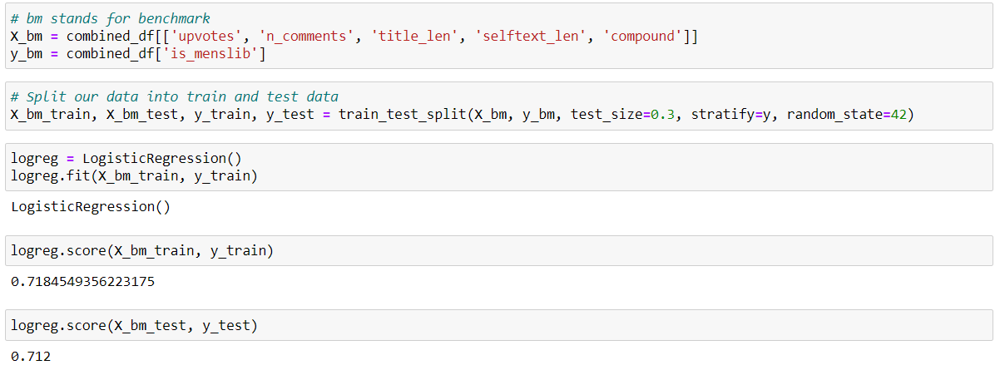 # bm stands for benchmark
X_bm = combined_df[['upvotes', 'n_comments', 'title_len', 'selftext_len', 'compound']]
y_bm = combined_df['is_menslib']
# Split our data into train and test data
X_bm_train, X_bm_test, y_train, y_test = train_test_split(X_bm, y_bm, test_size=0.3, stratify=y, random_state=42)
logreg = LogisticRegression()
logreg.fit(X_bm_train, y_train)
LogisticRegression()
logreg.score(X_bm_train, y_train)
0.7184549356223175
logreg.score(X_bm_test, y_test)
0.712